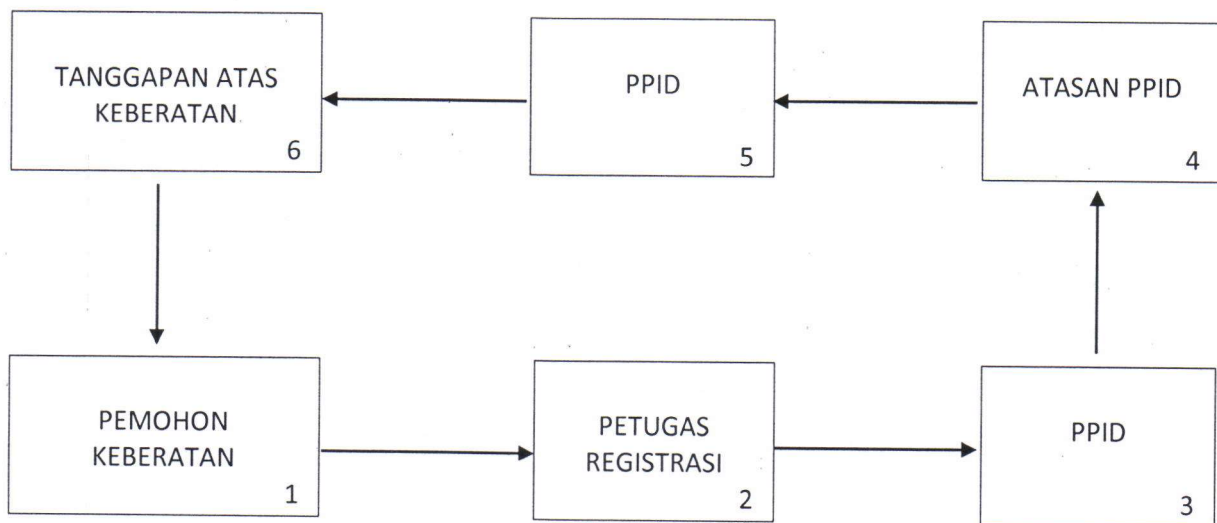 TANGGAPAN ATAS
KEBERATAN
6
PPID
5
ATASAN PPID
4
PEMOHON
KEBERATAN
1
PETUGAS
REGISTRASI
2
PPID
3